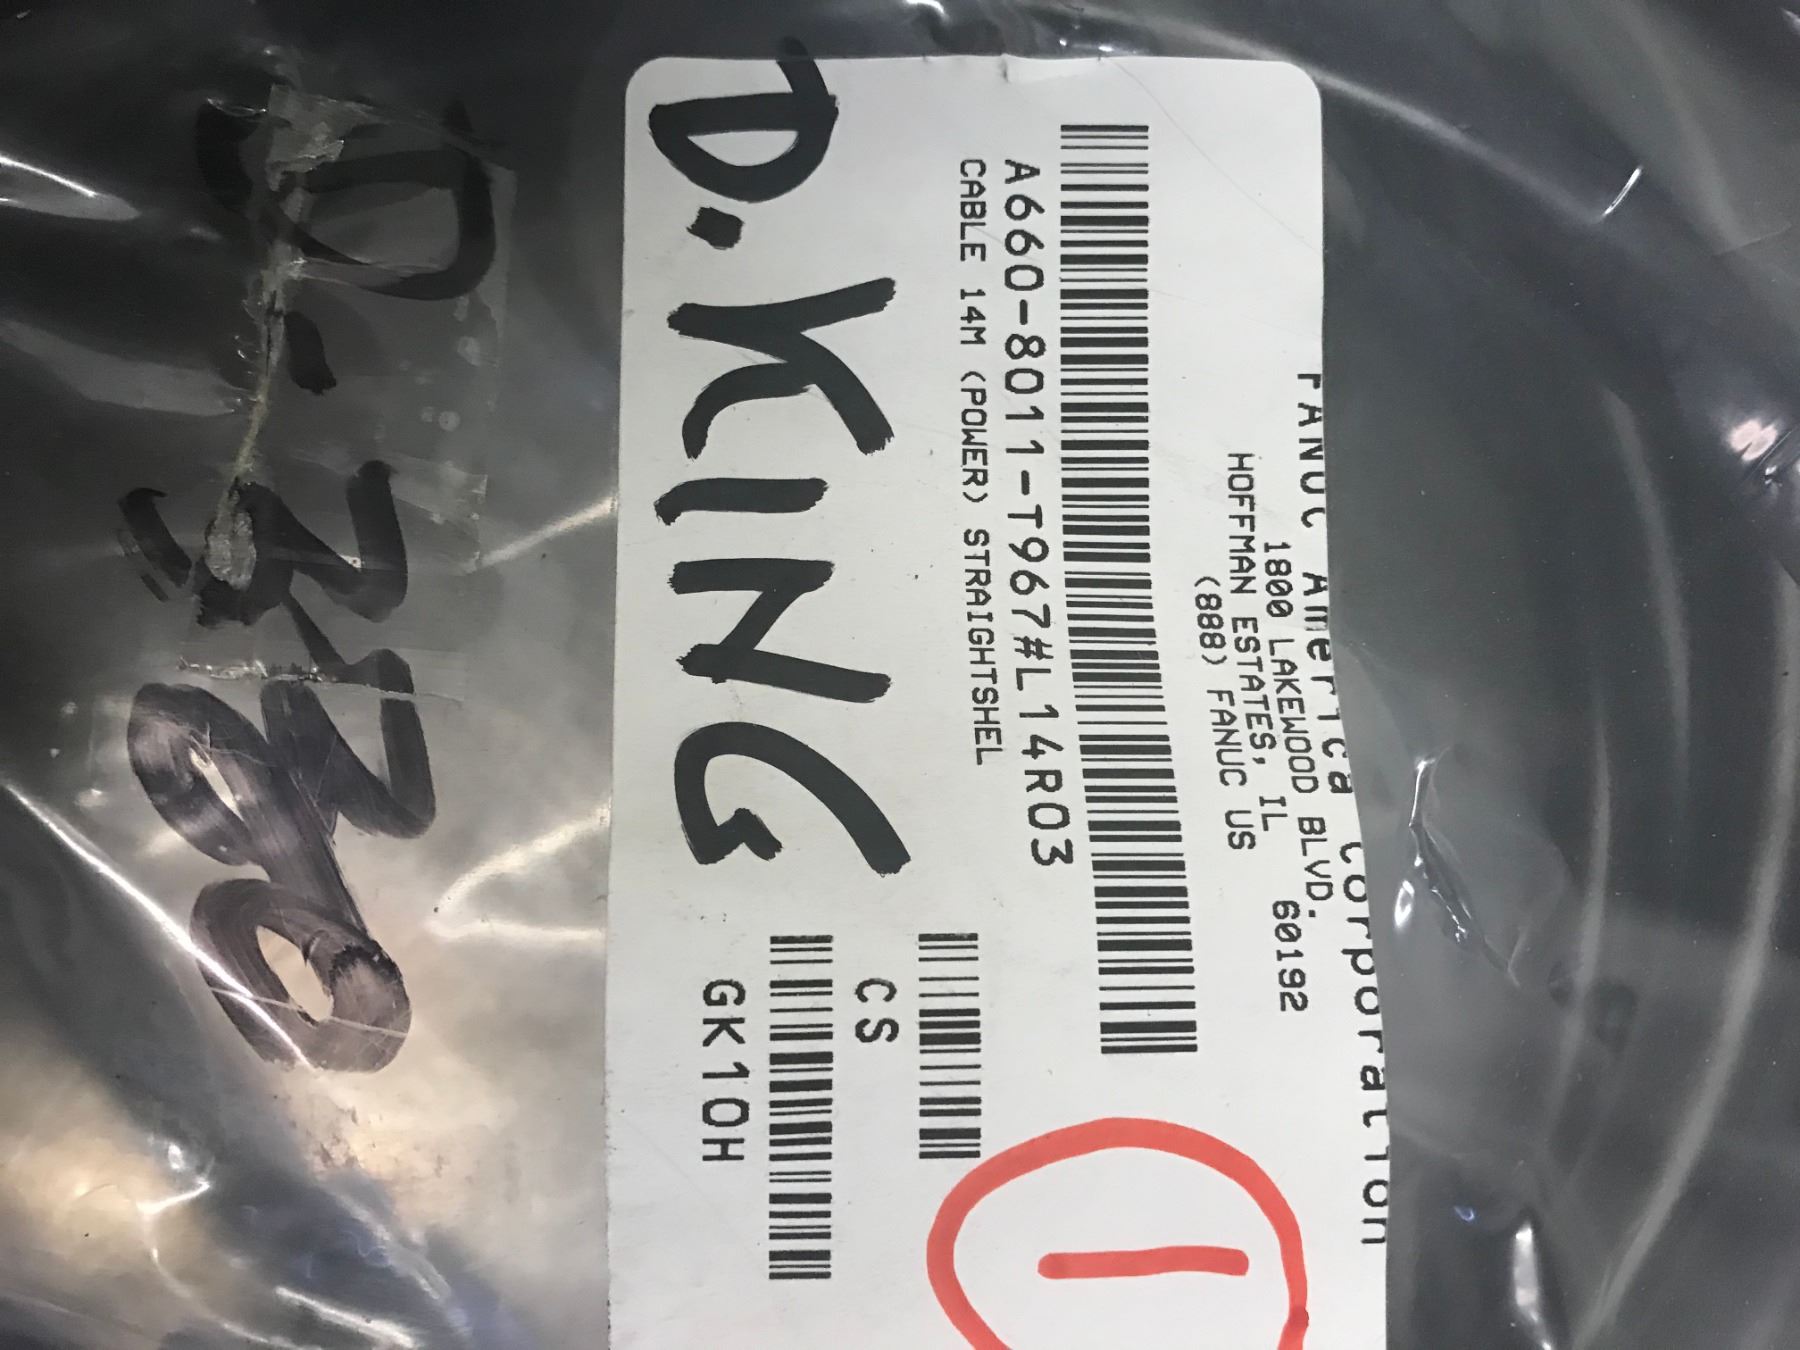 FANUC America Corporation
1800 LAKEWOOD BLVD.
HOFFMAN ESTATES, IL 60192
(888) FANUC US
A660-8011-T967#L14R03
CABLE 14M (POWER) STRAIGHTSHEL
1
CS
GK10H
D.KING